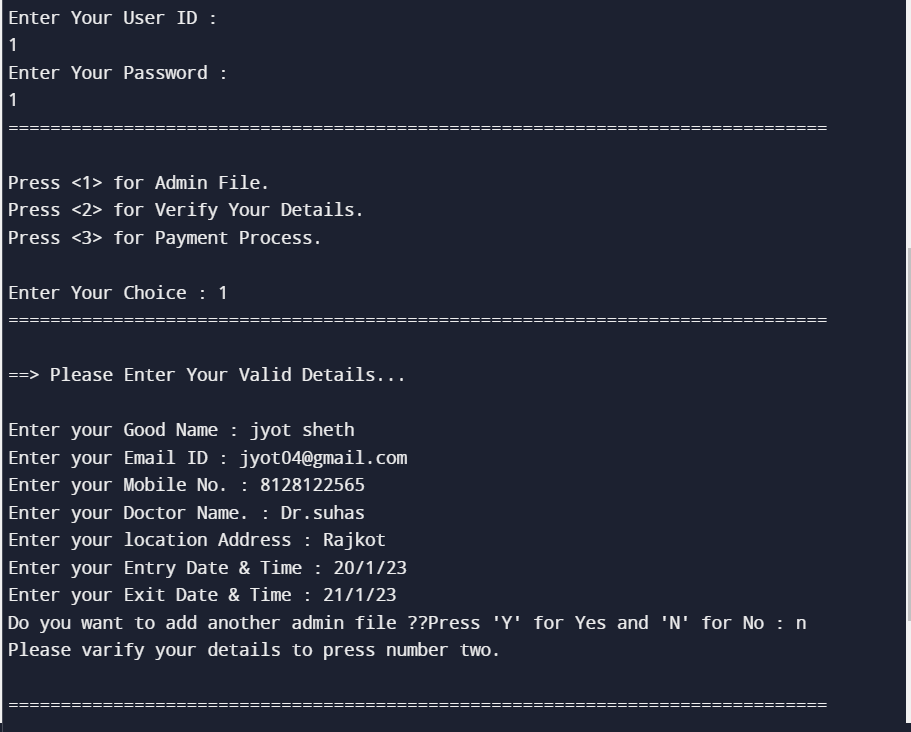 Enter Your User ID :
1
Enter Your Password :
1
==============================================================================
Press <1> for Admin File.
Press <2> for Verify Your Details.
Press <3> for Payment Process.
Enter Your Choice : 1
==============================================================================
==> Please Enter Your Valid Details...
Enter your Good Name : jyot sheth
Enter your Email ID : jyot04@gmail.com
Enter your Mobile No. : 8128122565
Enter your Doctor Name. : Dr.suhas
Enter your location Address : Rajkot
Enter your Entry Date & Time : 20/1/23
Enter your Exit Date & Time : 21/1/23
Do you want to add another admin file ??Press 'Y' for Yes and 'N' for No : n
Please varify your details to press number two.
==============================================================================